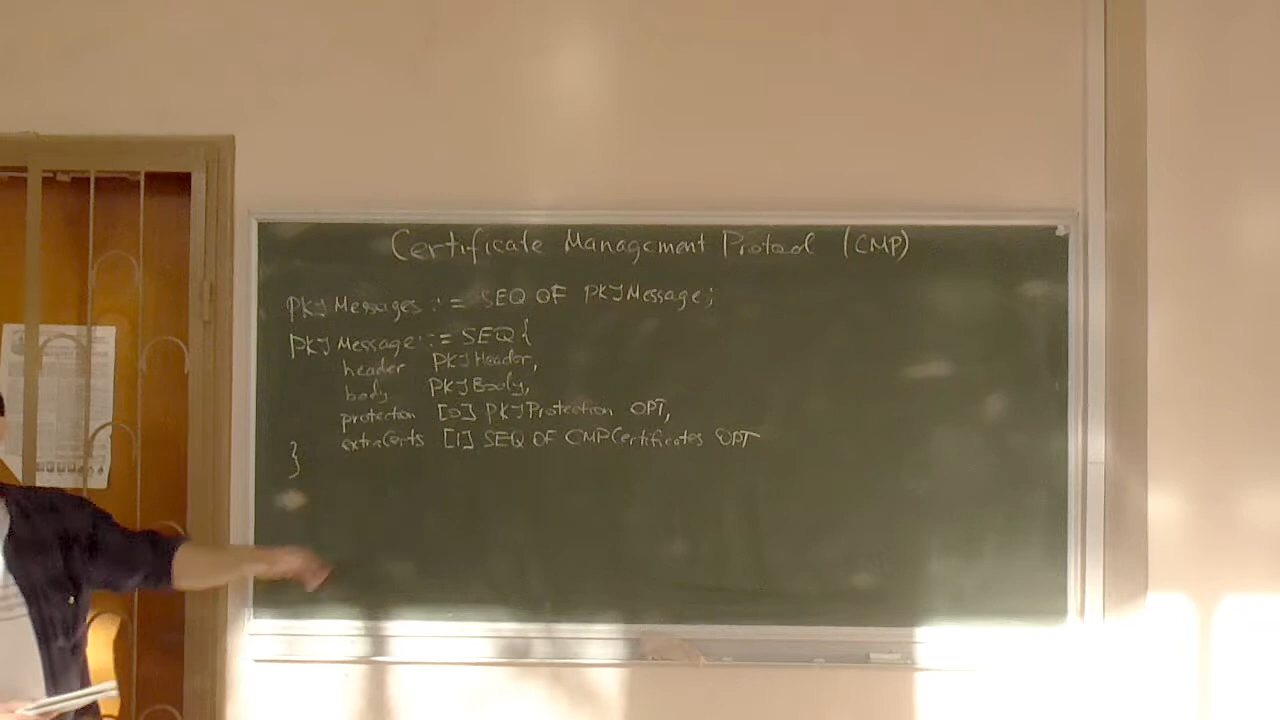 Certificate Management Protocol (CMP)
PKIMessages ::= SEQ OF PKIMessage;
PKIMessage ::= SEQ {
header PKIHeader,
body PKIBody,
protection [0] PKIProtection OPT,
extraCerts [1] SEQ OF CMPCertificates OPT
}